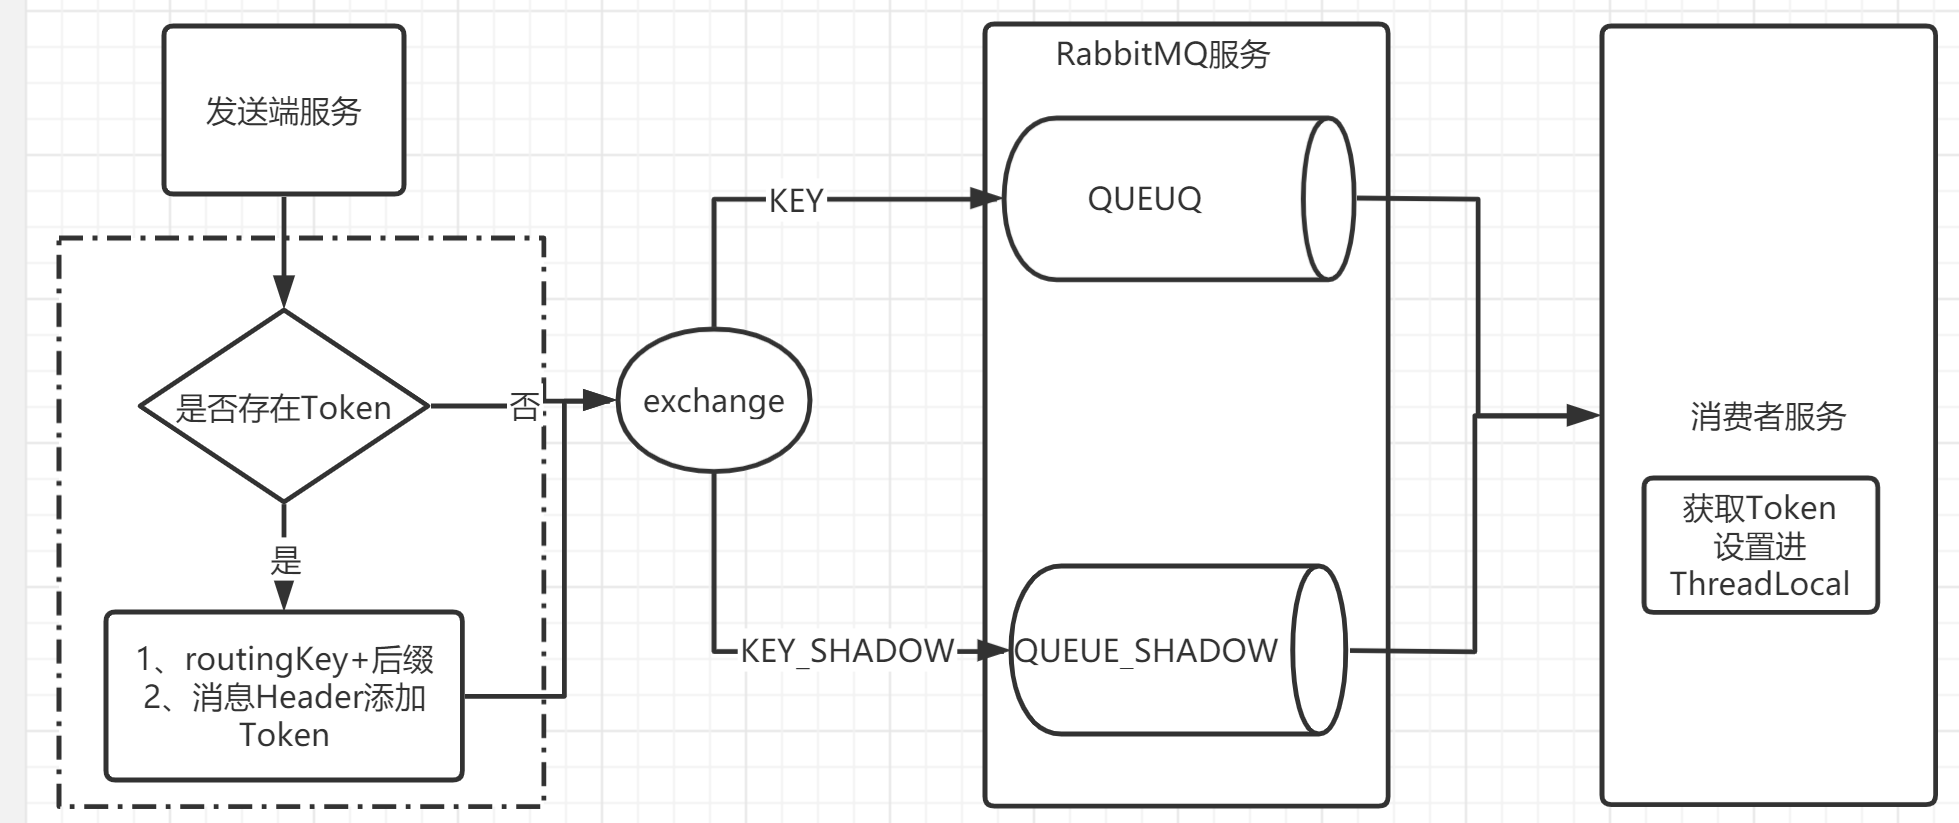 发送端服务
是否存在Token
否
是
1、routingKey+后缀
2、消息Header添加
Token
exchange
KEY
KEY_SHADOW
RabbitMQ服务
QUEUQ
QUEUE_SHADOW
消费者服务
获取Token
设置进
ThreadLocal